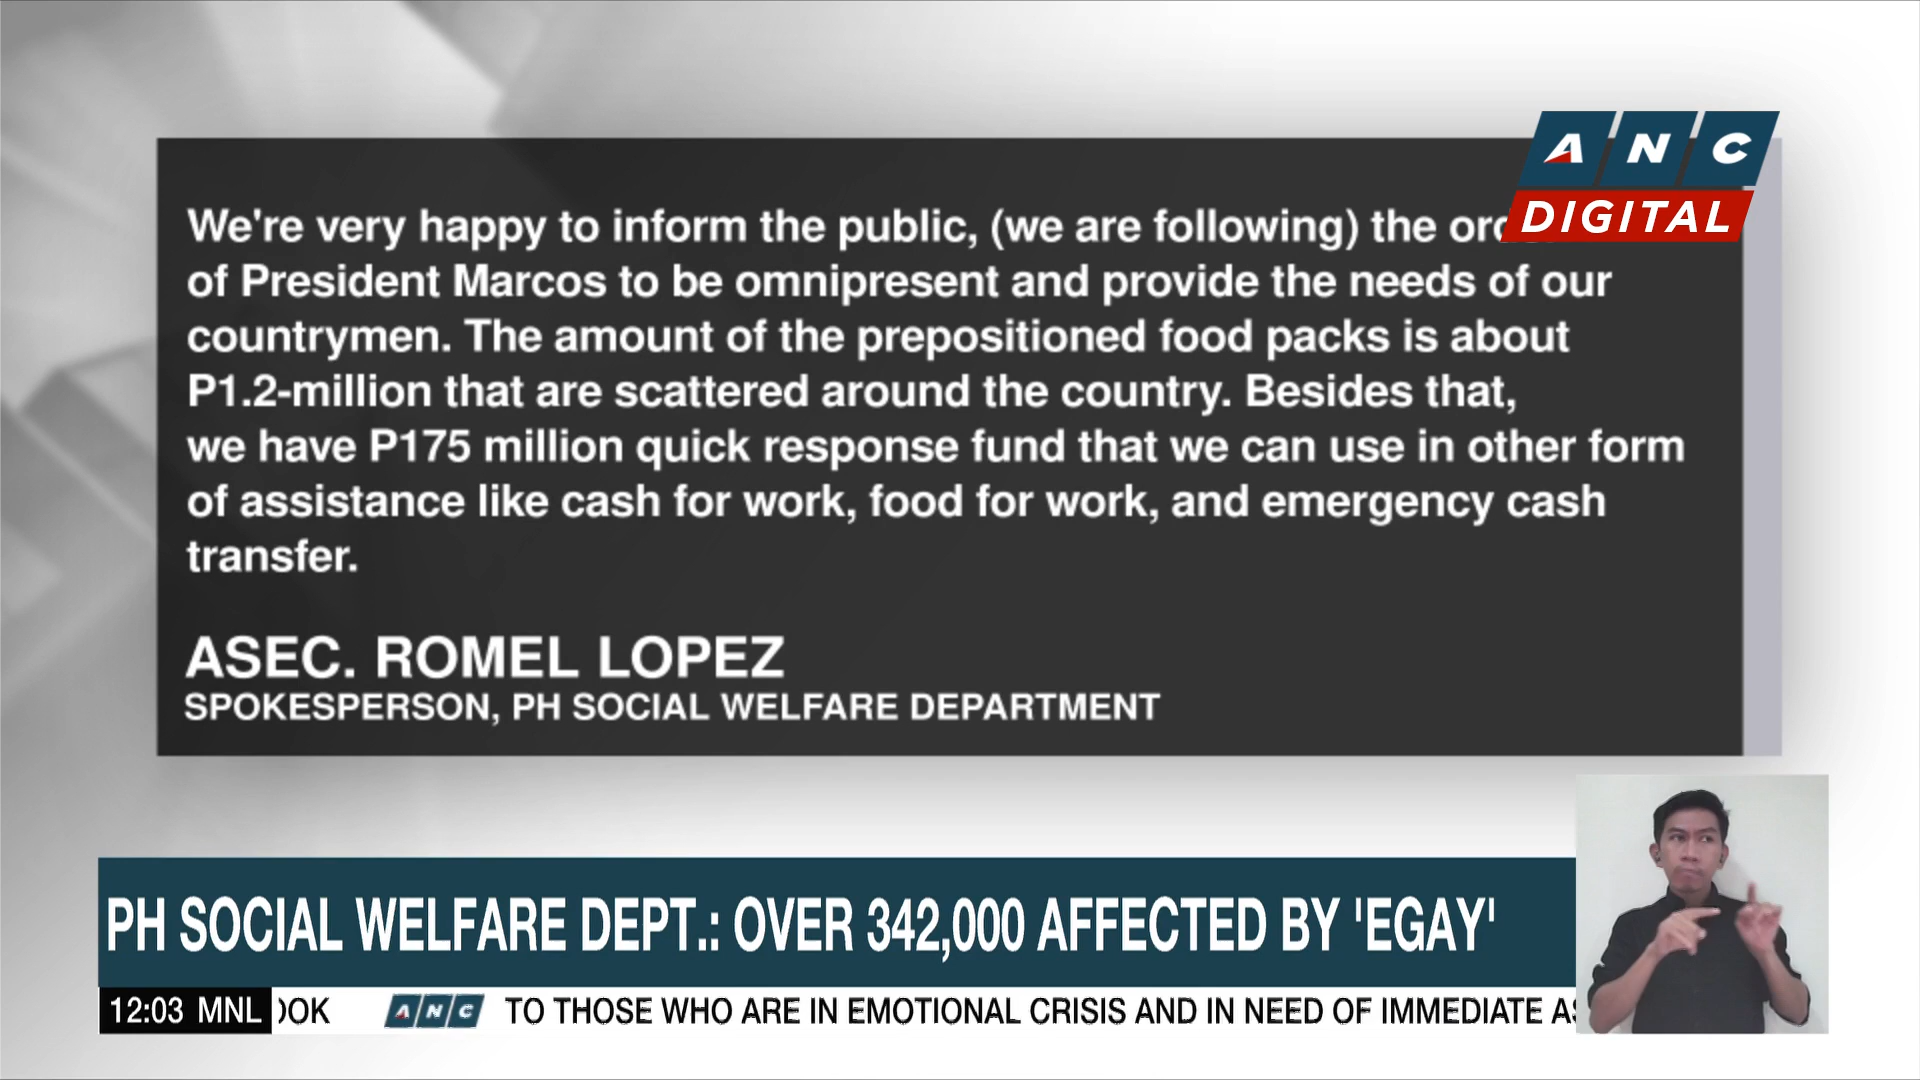 A N C
DIGITAL
We're very happy to inform the public, (we are following) the
of President Marcos to be omnipresent and provide the needs of our
countrymen. The amount of the prepositioned food packs is about
P1.2-million that are scattered around the country. Besides that,
we have P175 million quick response fund that we can use in other form
of assistance like cash for work, food for work, and emergency cash
transfer.
ASEC. ROMEL LOPEZ
SPOKESPERSON, PH SOCIAL WELFARE DEPARTMENT
PH SOCIAL WELFARE DEPT.: OVER 342,000 AFFECTED BY 'EGAY'
12:03 MNL ANC TO THOSE WHO ARE IN EMOTIONAL CRISIS AND IN NEED OF IMMEDIATE